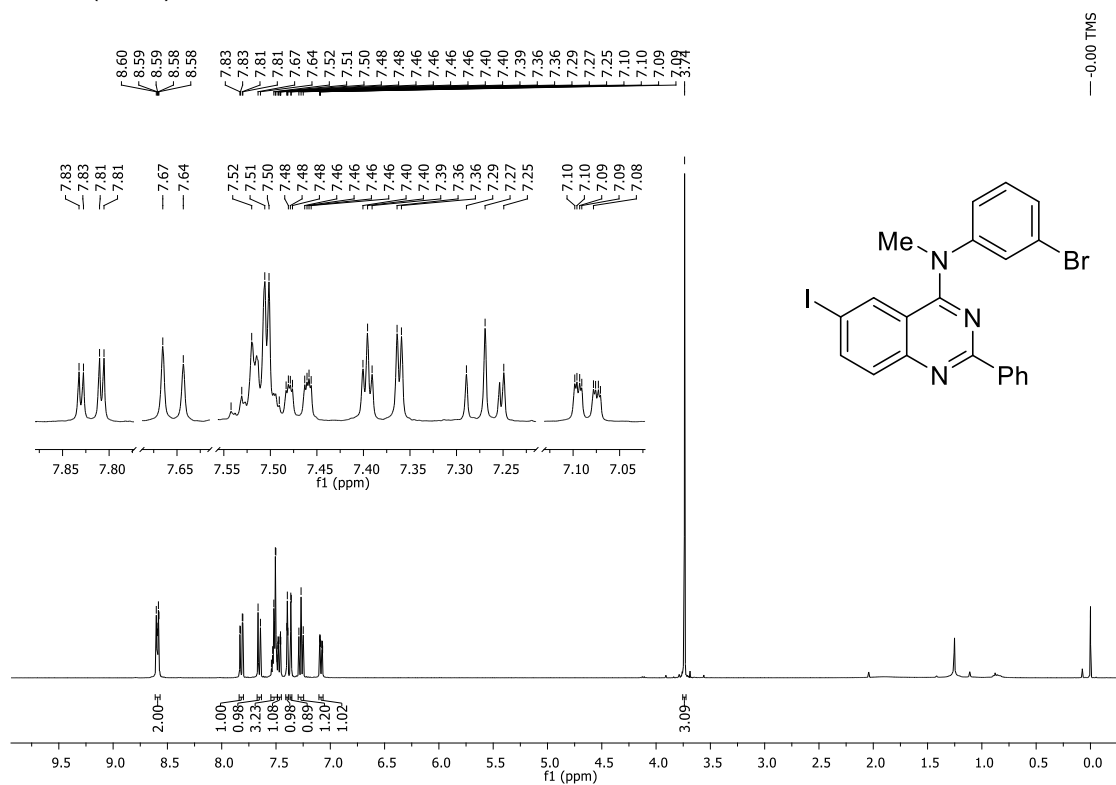 8.60 8.59 8.59 8.58 8.58 7.83 7.83 7.81 7.81 7.67 7.64 7.52 7.51 7.50 7.48 7.48 7.46 7.46 7.46 7.46 7.40 7.40 7.39 7.36 7.36 7.29 7.27 7.25 7.10 7.10 7.09 7.09 3.74
-0.00 TMS
7.83 7.83 7.81 7.81 7.67 7.64 7.52 7.51 7.50 7.48 7.48 7.48 7.46 7.46 7.46 7.46 7.40 7.40 7.39 7.36 7.36 7.29 7.27 7.25 7.10 7.10 7.09 7.09 7.08
Me
N
Br
I
N
N
Ph
7.85 7.80 7.65 7.55 7.50 7.45 7.40 7.35 7.30 7.25 7.10 7.05
f1 (ppm)
2.00 1.00 0.98 3.23 1.08 0.98 0.89 1.20 1.02 3.09
9.5 9.0 8.5 8.0 7.5 7.0 6.5 6.0 5.5 5.0 4.5 4.0 3.5 3.0 2.5 2.0 1.5 1.0 0.5 0.0
f1 (ppm)